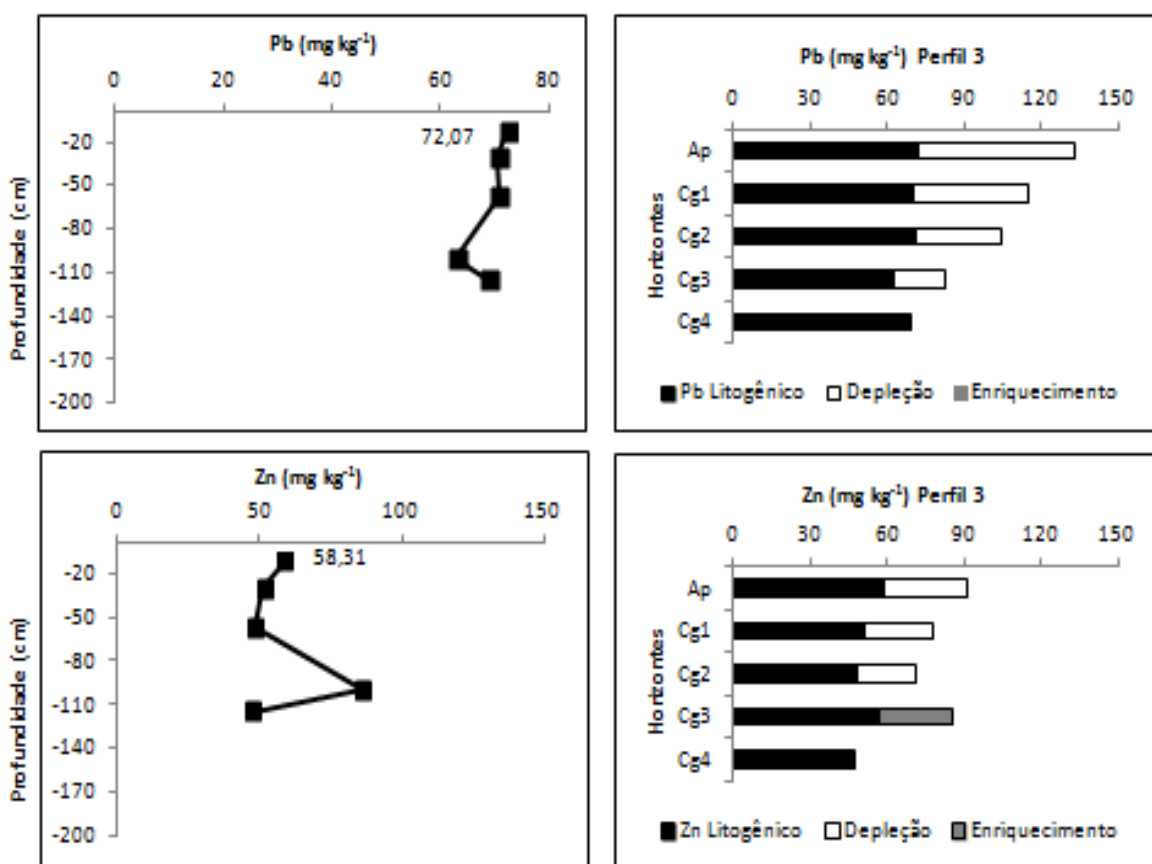 Pb (mg kg⁻¹)
0 20 40 60 80
72,07
Profundidade (cm)
-20
-50
-80
-110
-140
-170
-200
Pb (mg kg⁻¹) Perfil 3
0 30 60 90 120 150
Horizontes
Ap
Cg1
Cg2
Cg3
Cg4
Pb Litogênico Depleção Enriquecimento
Zn (mg kg⁻¹)
0 50 100 150
58,31
Profundidade (cm)
-20
-50
-80
-110
-140
-170
-200
Zn (mg kg⁻¹) Perfil 3
0 30 60 90 120 150
Horizontes
Ap
Cg1
Cg2
Cg3
Cg4
Zn Litogênico Depleção Enriquecimento